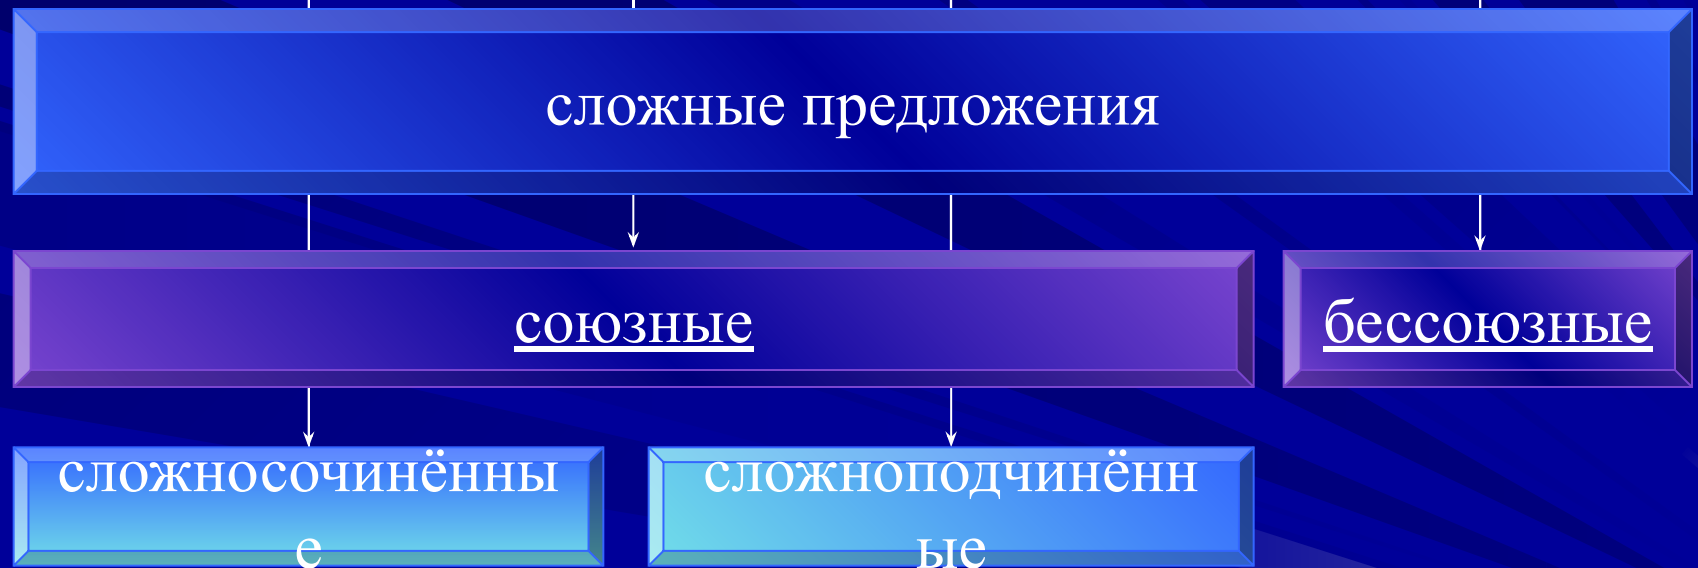 сложные предложения
союзные
бессоюзные
сложносочинённы
е
сложноподчинённ
ые